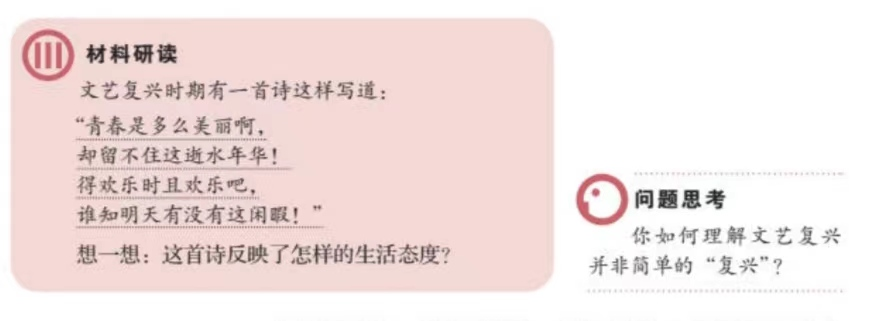 材料研读
文艺复兴时期有一首诗这样写道：
“青春是多么美丽啊，
却留不住这逝水年华！
得欢乐时且欢乐吧，
谁知明天有没有这闲暇！”
想一想：这首诗反映了怎样的生活态度？
问题思考
你如何理解文艺复兴
并非简单的“复兴”？